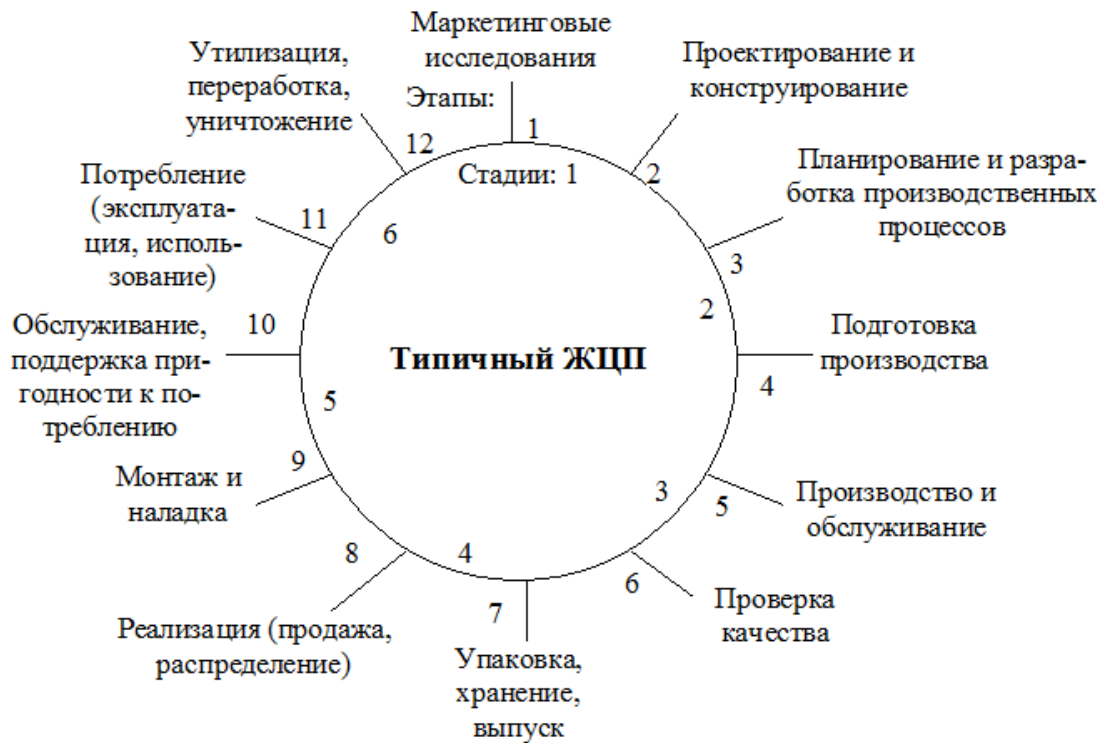 Маркетинговые
исследования
Этапы:
1
Проектирование и
конструирование
2
Планирование и разра-
ботка производственных
процессов
3
Подготовка
производства
4
Производство и
обслуживание
5
Проверка
качества
6
Упаковка,
хранение,
выпуск
7
Реализация (продажа,
распределение)
8
Монтаж и
наладка
9
Обслуживание,
поддержка при-
годности к по-
треблению
10
Потребление
(эксплуата-
ция, исполь-
зование)
11
Утилизация,
переработка,
уничтожение
12
Стадии: 1
2
3
4
5
6
Типичный ЖЦП